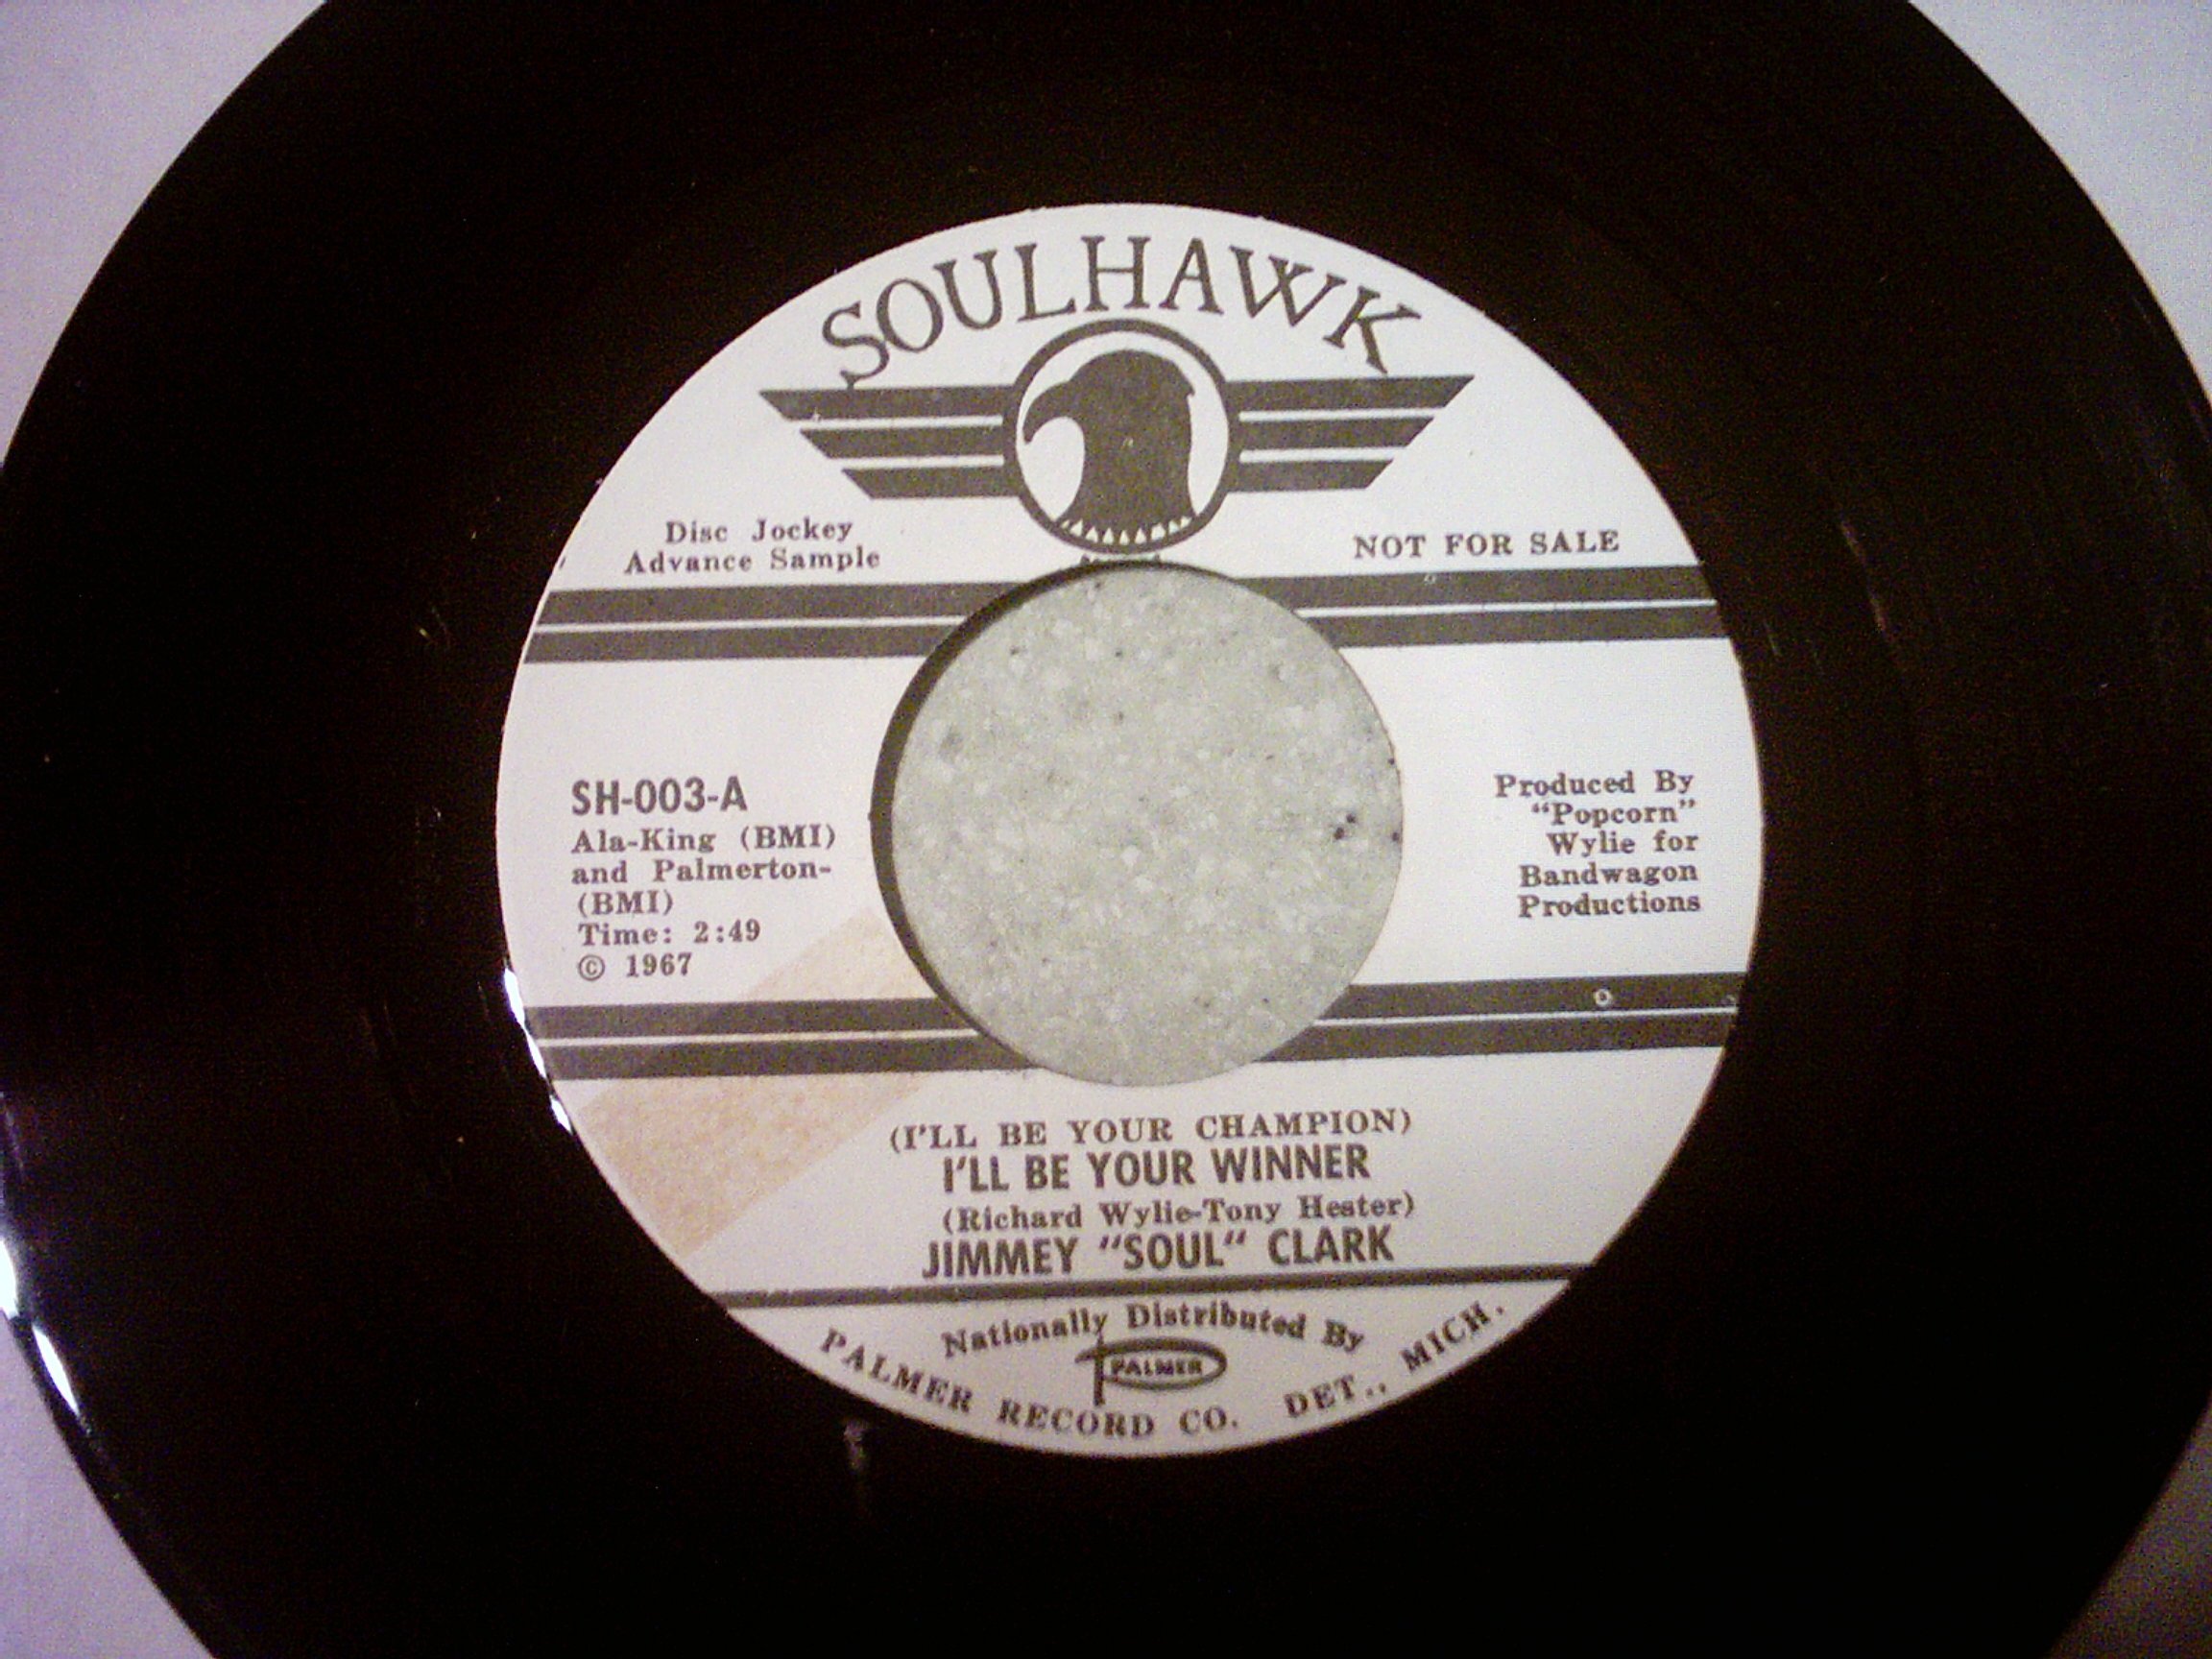 SOULHAWK
Disc Jockey
Advance Sample
NOT FOR SALE
SH-003-A
Ala-King (BMI)
and Palmerton-
(BMI)
Time: 2:49
© 1967
Produced By
“Popcorn”
Wylie for
Bandwagon
Productions
(I'LL BE YOUR CHAMPION)
I'LL BE YOUR WINNER
(Richard Wylie-Tony Hester)
JIMMEY “SOUL“ CLARK
Nationally Distributed By
PALMER
PALMER RECORD CO. DET., MICH.